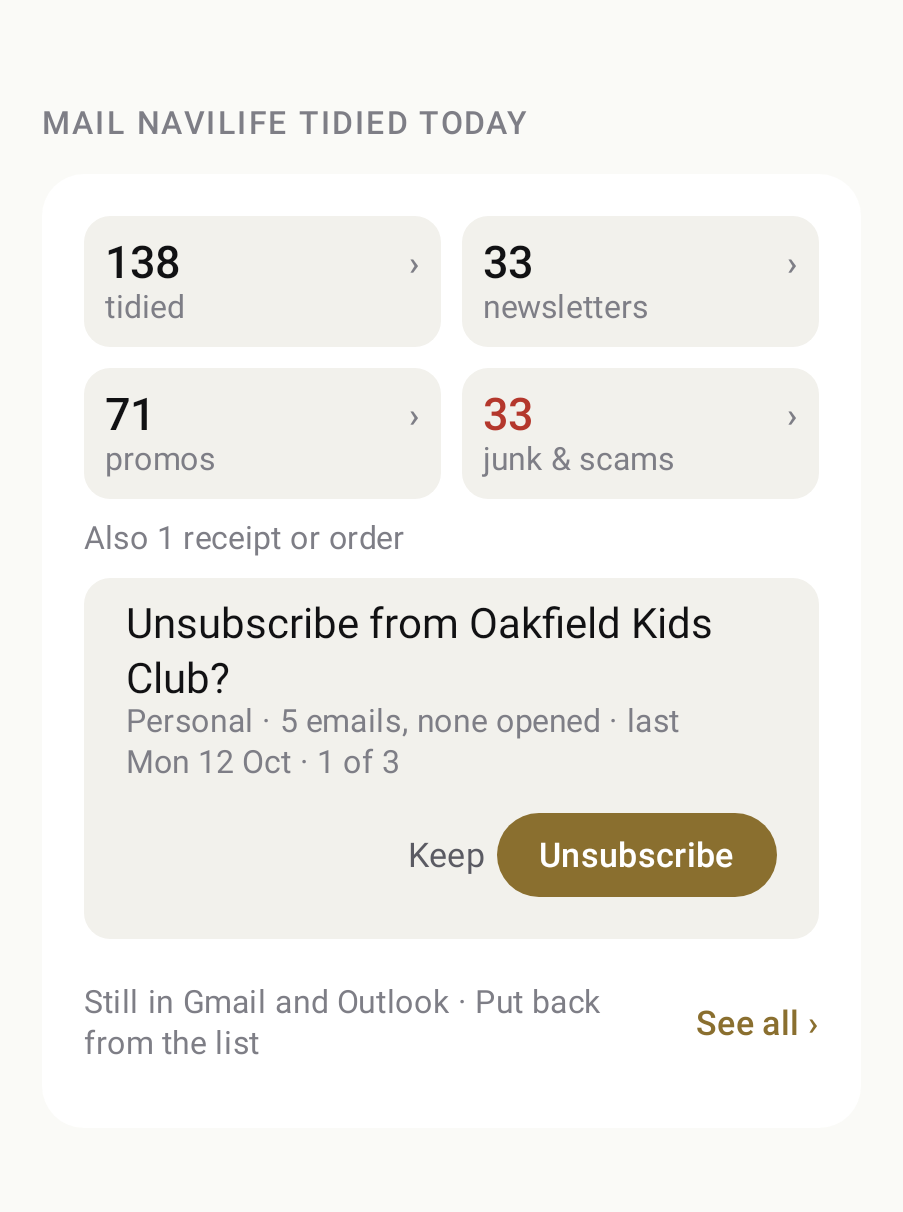 MAIL NAVILIFE TIDIED TODAY
138 ›
tidied
33 ›
newsletters
71 ›
promos
33 ›
junk & scams
Also 1 receipt or order
Unsubscribe from Oakfield Kids
Club?
Personal · 5 emails, none opened · last
Mon 12 Oct · 1 of 3
Keep
Unsubscribe
Still in Gmail and Outlook · Put back
from the list
See all ›